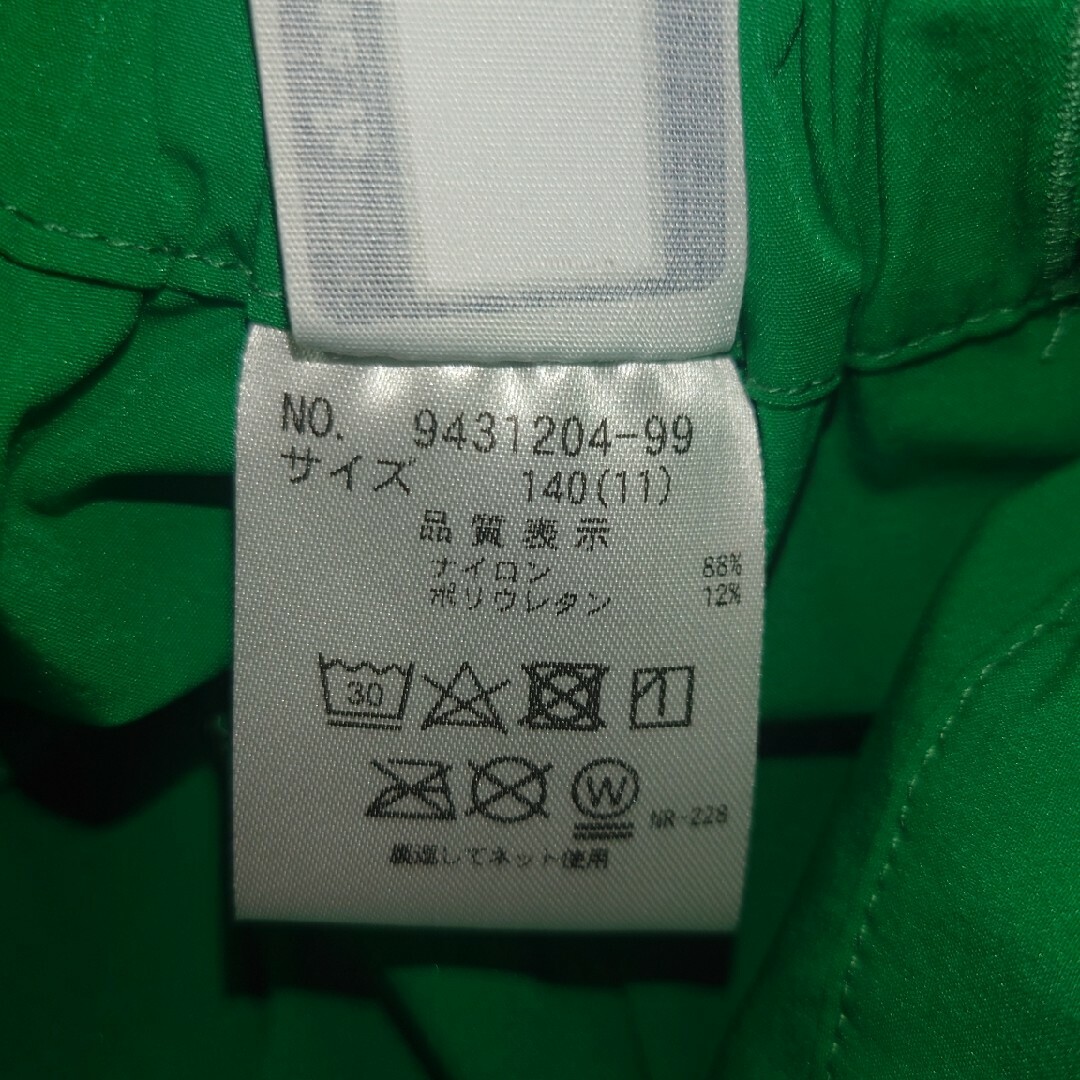 NO. 9431204-99
サイズ 140(11)
品質表示
ナイロン 88%
ポリウレタン 12%
30
W
NR-228
裏返してネット使用